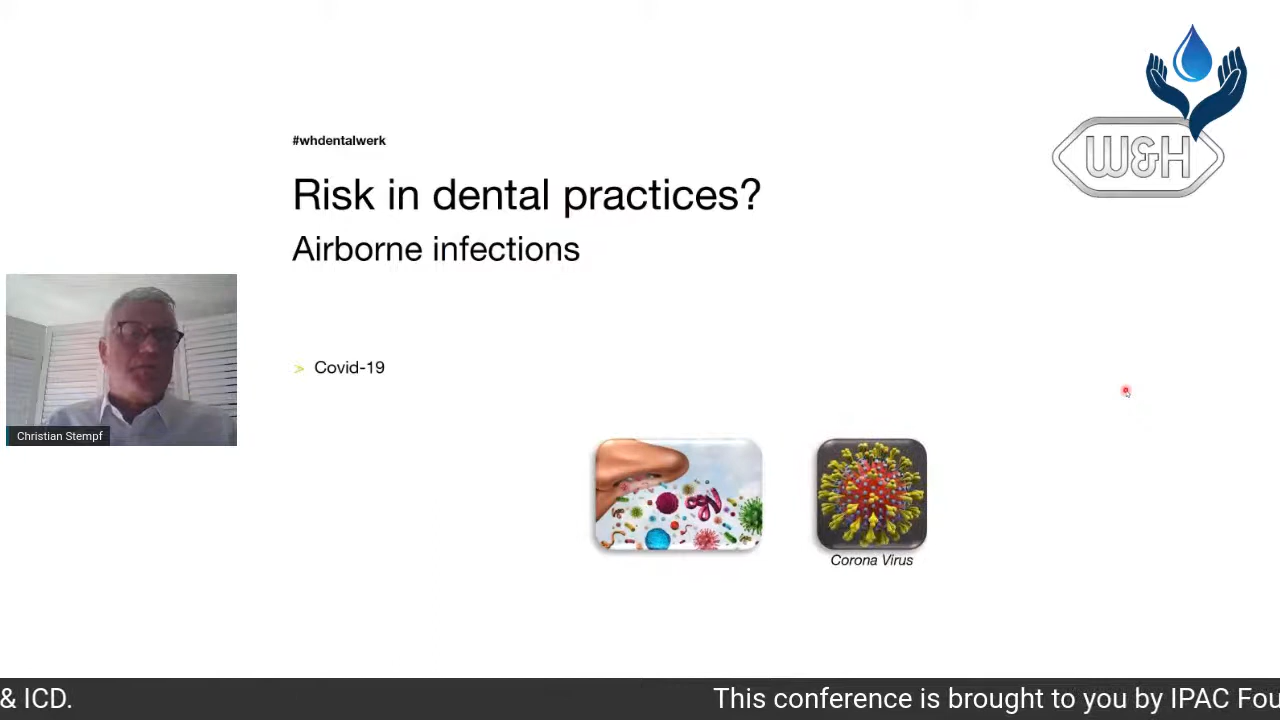 #whdentalwerk
W&H
Risk in dental practices?
Airborne infections
> Covid-19
Christian Stempf
Corona Virus
& ICD.
This conference is brought to you by IPAC Fou